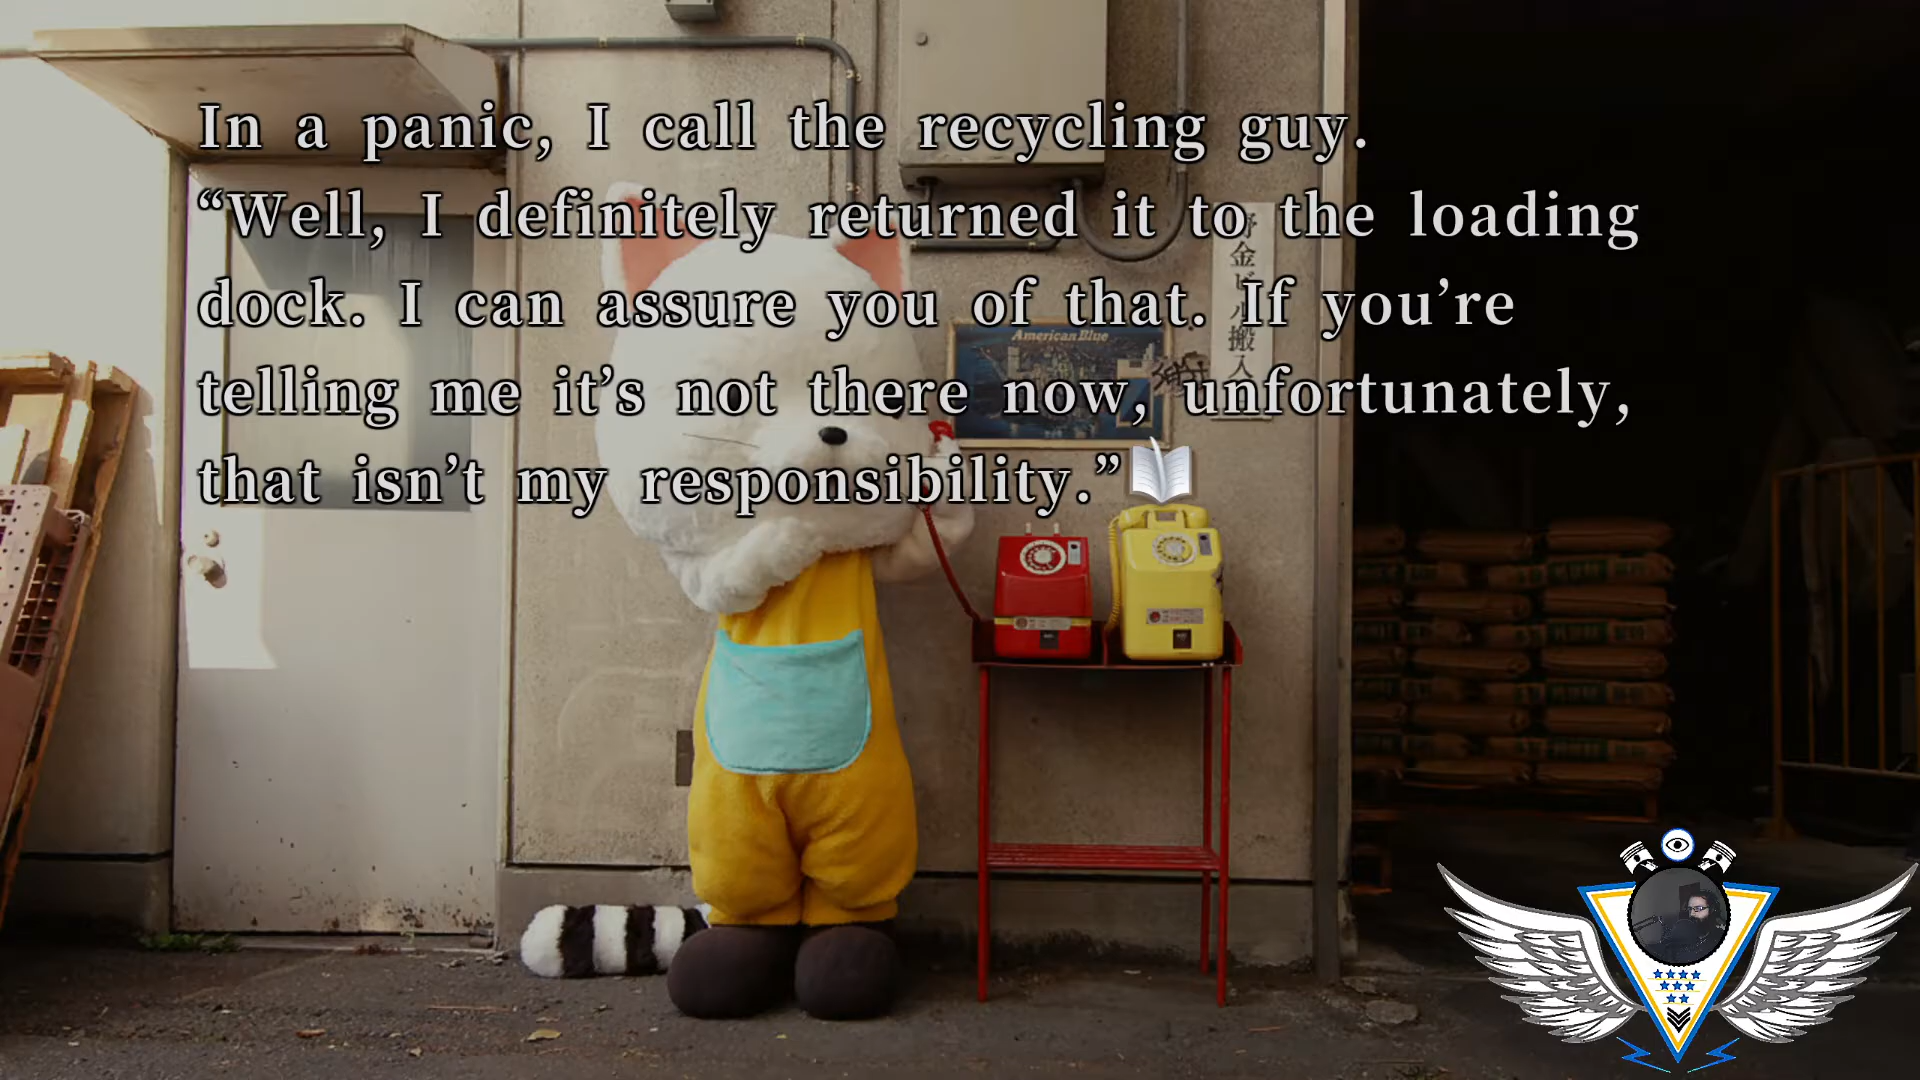 In a panic, I call the recycling guy.
“Well, I definitely returned it to the loading
dock. I can assure you of that. If you’re
telling me it’s not there now, unfortunately,
that isn’t my responsibility.”
American Blue
金ビル搬入